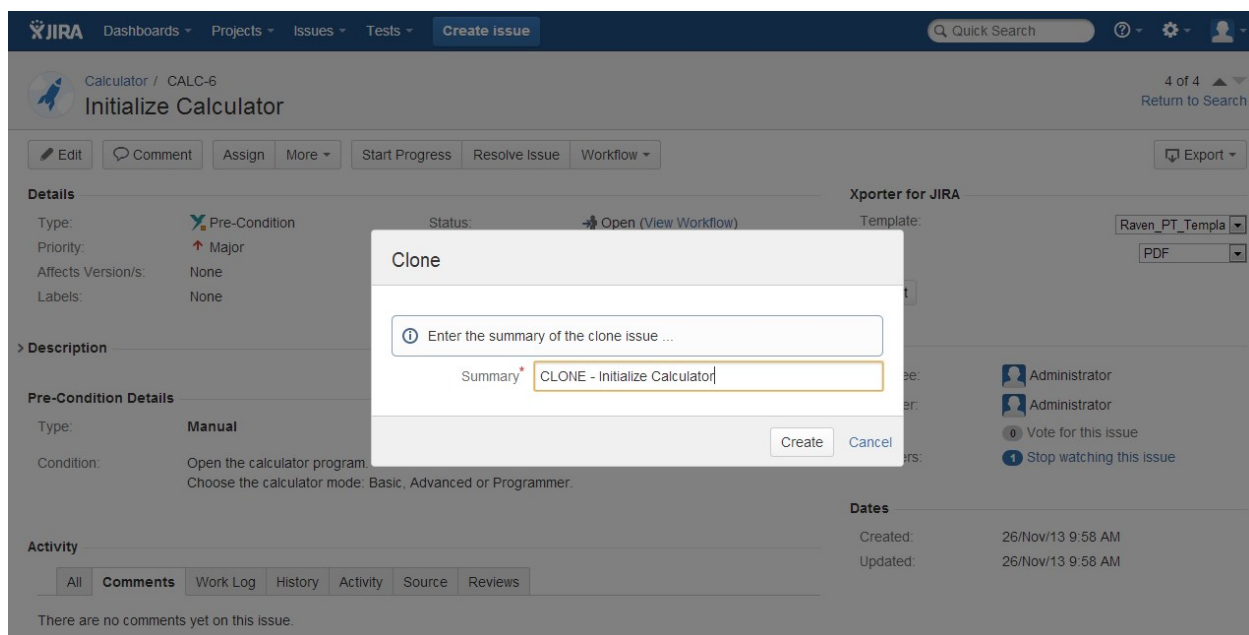 JIRA Dashboards Projects Issues Tests Create issue Quick Search
Calculator / CALC-6 4 of 4
Initialize Calculator Return to Search
Edit Comment Assign More Start Progress Resolve Issue Workflow Export
Details Xporter for JIRA
Type: Pre-Condition Status: Open (View Workflow) Template: Raven_PT_Templa
Priority: Major PDF
Clone
Affects Version/s: None
Labels: None t
Enter the summary of the clone issue ...
Description
Summary* CLONE - Initialize Calculator ee: Administrator
Pre-Condition Details er: Administrator
Type: Manual 0 Vote for this issue
Create Cancel
Condition: Open the calculator program. ers: 1 Stop watching this issue
Choose the calculator mode: Basic, Advanced or Programmer.
Dates
Created: 26/Nov/13 9:58 AM
Activity
Updated: 26/Nov/13 9:58 AM
All Comments Work Log History Activity Source Reviews
There are no comments yet on this issue.